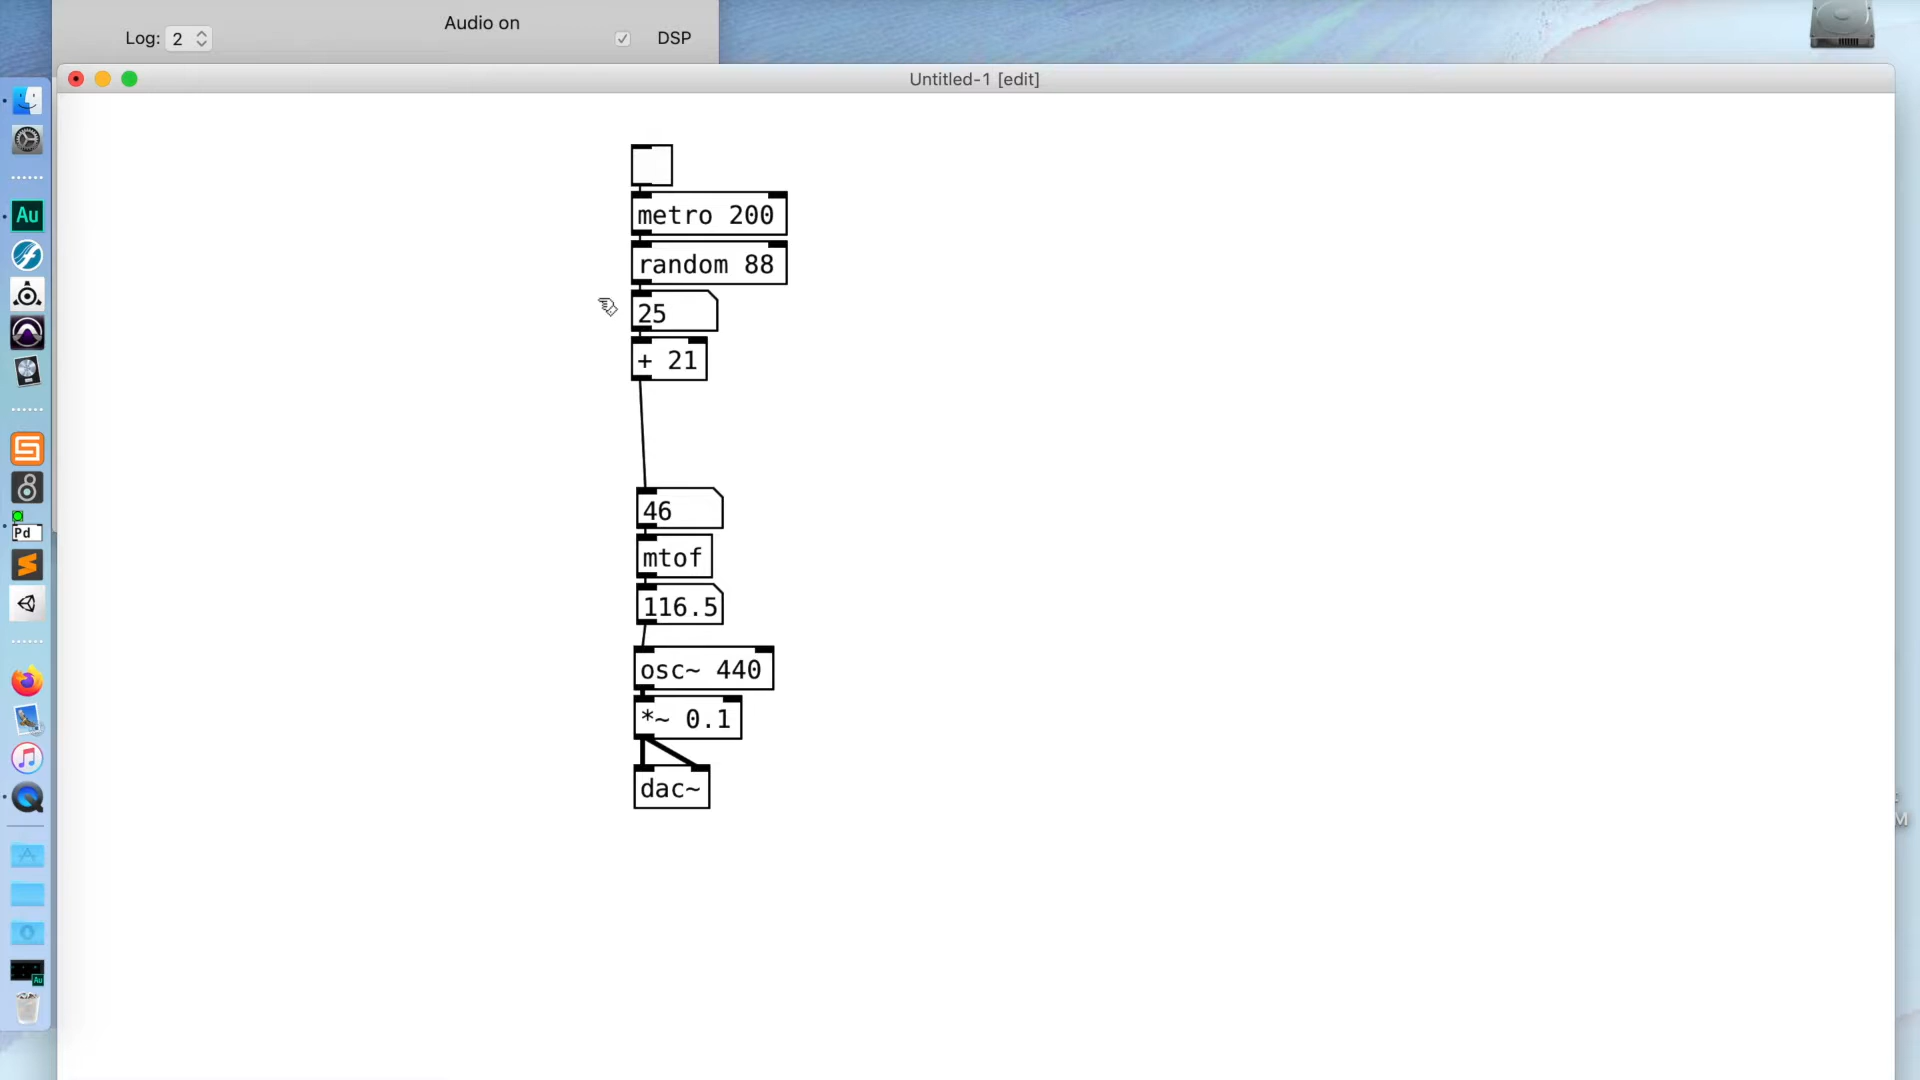 Audio on
Log: 2
DSP
Untitled-1 [edit]
metro 200
random 88
25
+ 21
46
mtof
116.5
osc~ 440
*~ 0.1
dac~
Au
Pd
Au
M